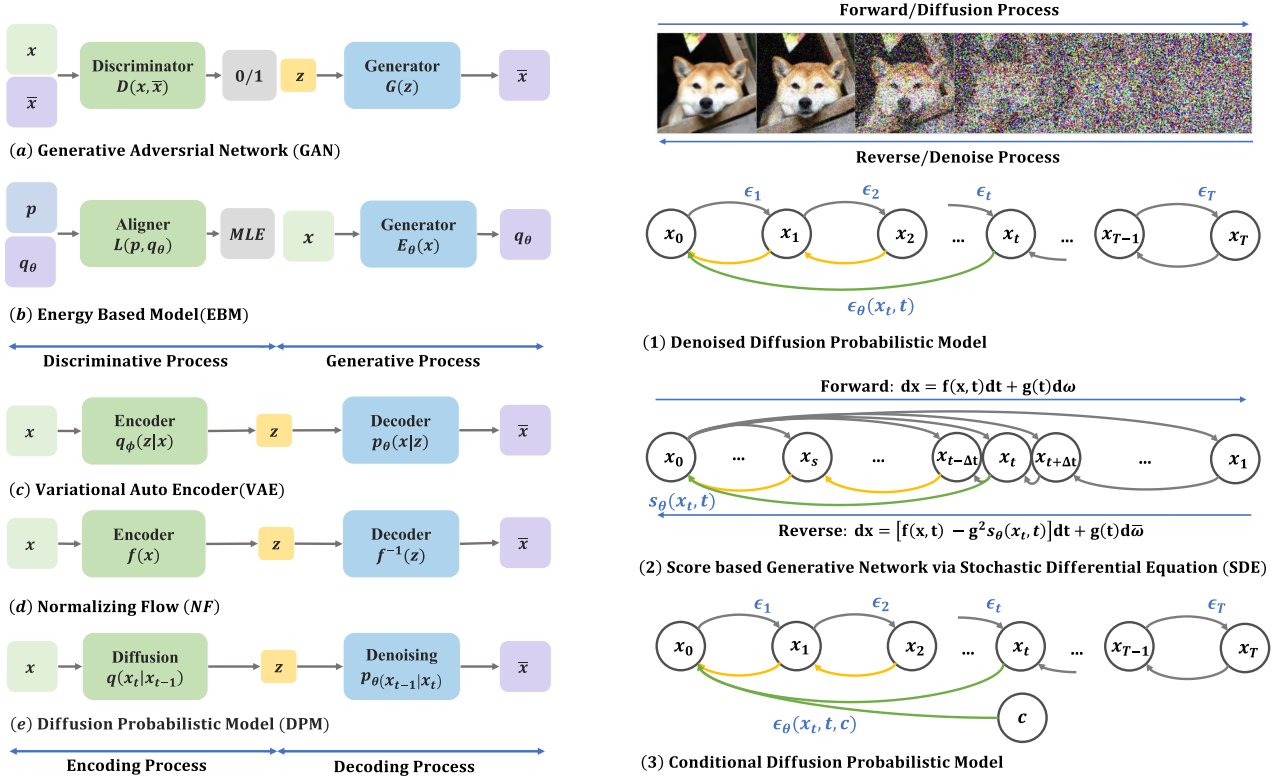 x
x̅
Discriminator
D(x, x̅)
0/1
z
Generator
G(z)
x̅
(a) Generative Adversrial Network (GAN)
p
q_θ
Aligner
L(p, q_θ)
MLE
x
Generator
E_θ(x)
q_θ
(b) Energy Based Model(EBM)
Discriminative Process
Generative Process
x
Encoder
q_ϕ(z|x)
z
Decoder
p_θ(x|z)
x̅
(c) Variational Auto Encoder(VAE)
x
Encoder
f(x)
z
Decoder
f⁻¹(z)
x̅
(d) Normalizing Flow (NF)
x
Diffusion
q(x_t|x_{t-1})
z
Denoising
p_θ(x_{t-1}|x_t)
x̅
(e) Diffusion Probabilistic Model (DPM)
Encoding Process
Decoding Process
Forward/Diffusion Process
Reverse/Denoise Process
ϵ_1 ϵ_2 ϵ_t ϵ_T
x_0 x_1 x_2 ... x_t ... x_{T-1} x_T
ϵ_θ(x_t, t)
(1) Denoised Diffusion Probabilistic Model
Forward: dx = f(x, t)dt + g(t)dω
x_0 ... x_s ... x_{t-Δt} x_t x_{t+Δt} ... x_1
s_θ(x_t, t)
Reverse: dx = [f(x, t) − g²s_θ(x_t, t)]dt + g(t)dω̅
(2) Score based Generative Network via Stochastic Differential Equation (SDE)
ϵ_1 ϵ_2 ϵ_t ϵ_T
x_0 x_1 x_2 ... x_t ... x_{T-1} x_T
ϵ_θ(x_t, t, c)
c
(3) Conditional Diffusion Probabilistic Model